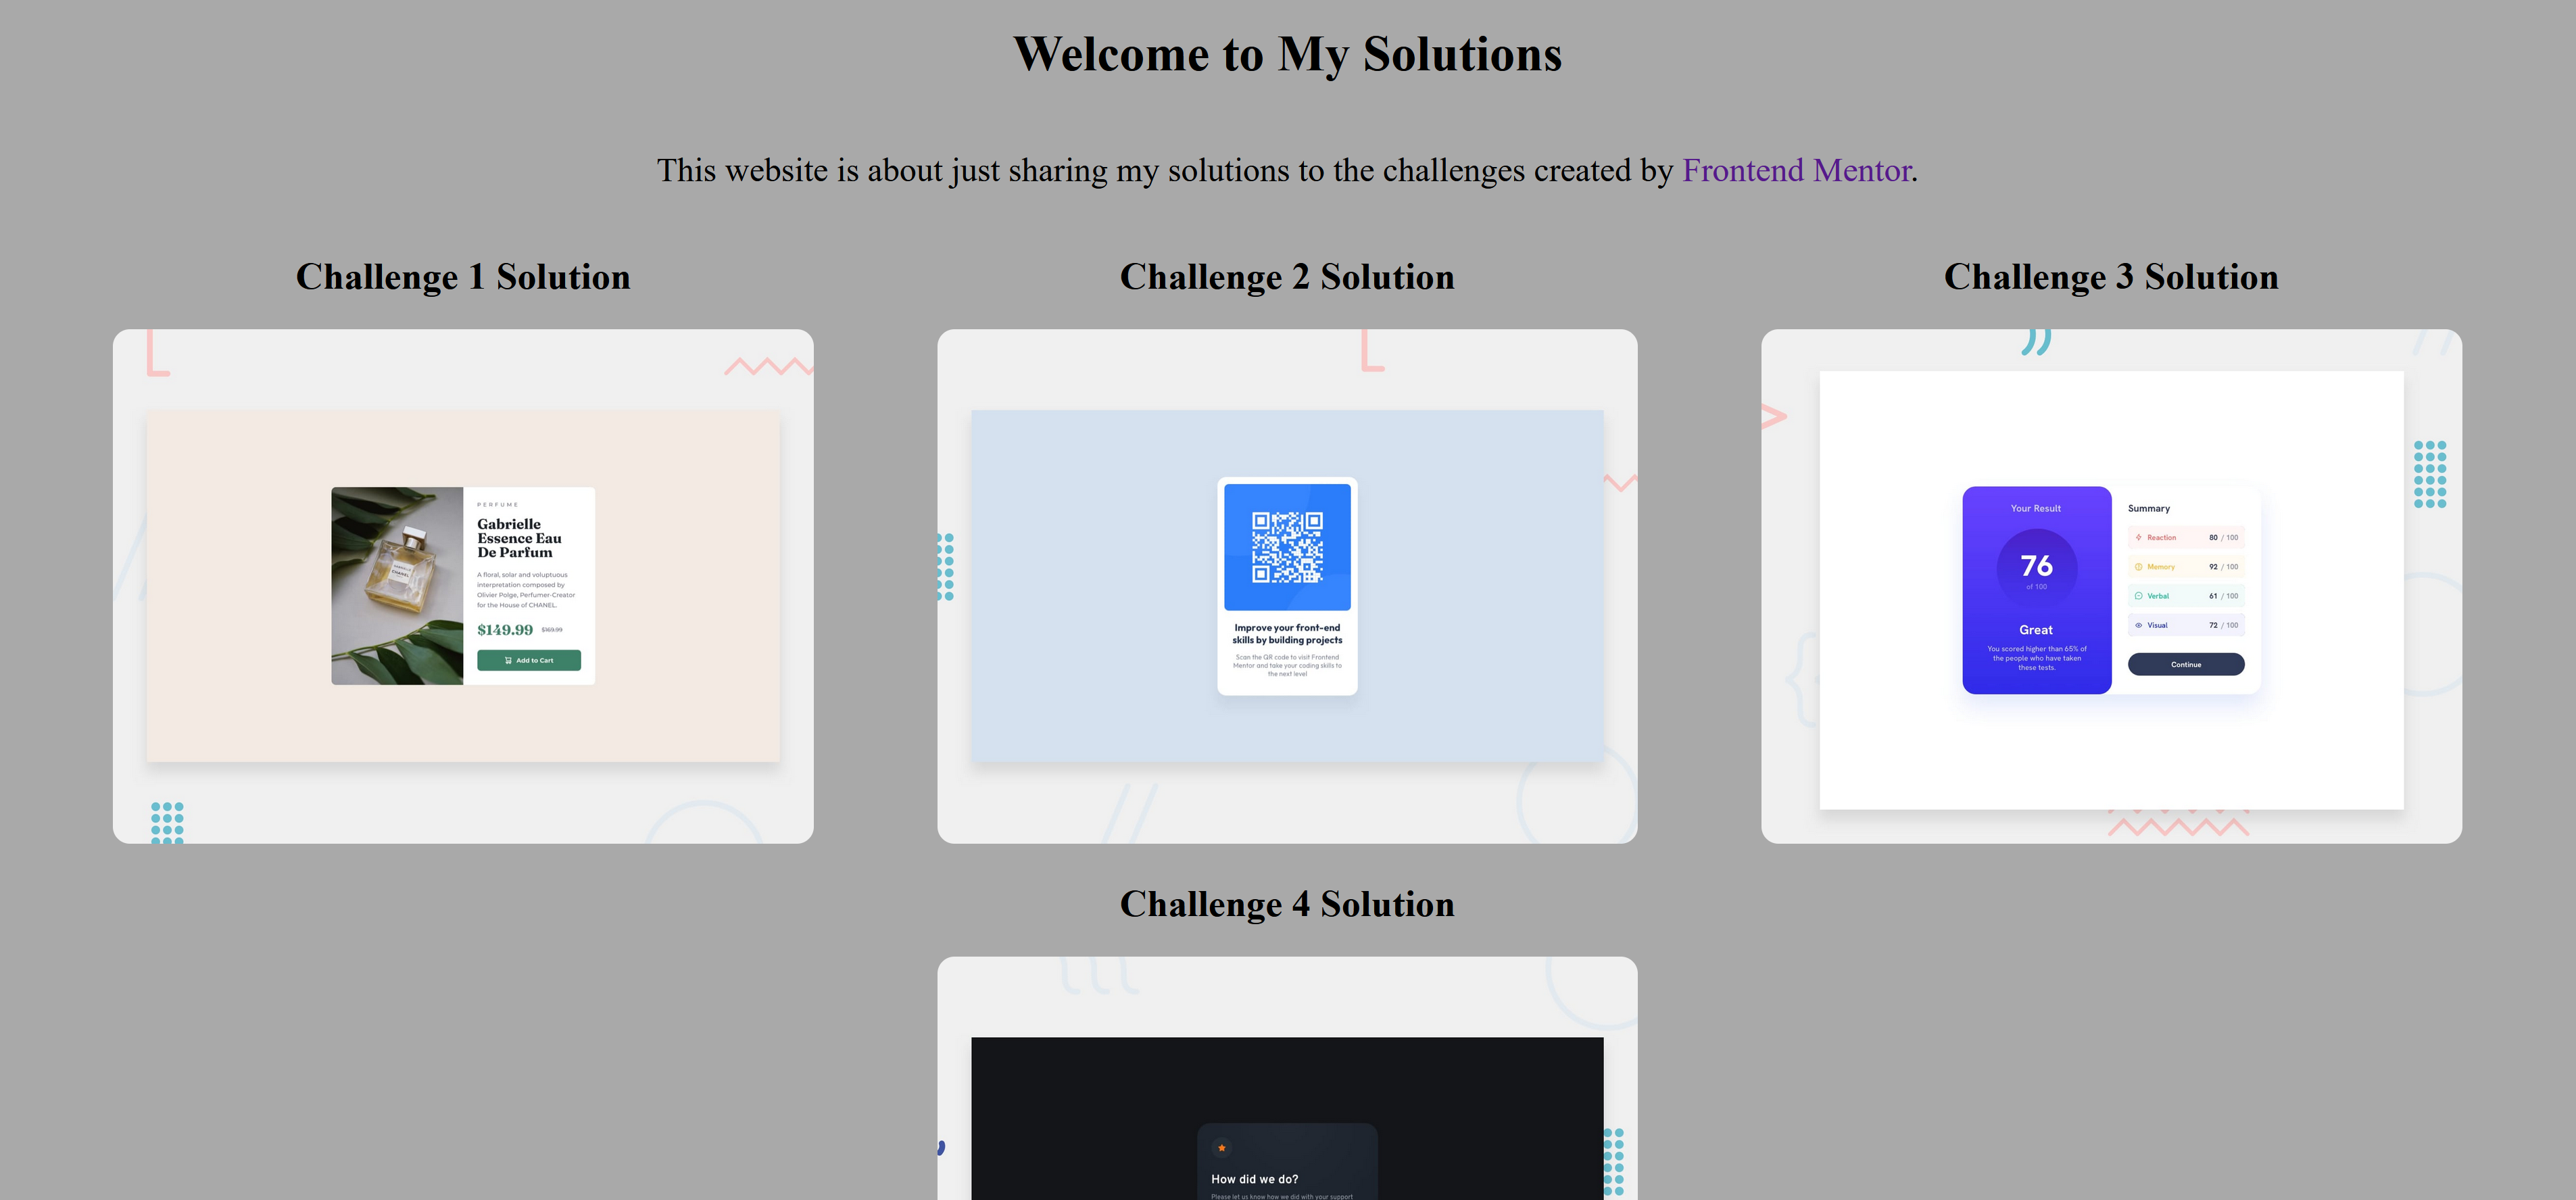 Welcome to My Solutions
This website is about just sharing my solutions to the challenges created by Frontend Mentor.
Challenge 1 Solution
Challenge 2 Solution
Challenge 3 Solution
PERFUME
Gabrielle
Essence Eau
De Parfum
A floral, solar and voluptuous
interpretation composed by
Olivier Polge, Perfumer-Creator
for the House of CHANEL.
$149.99 $169.99
Add to Cart
CHANEL
Improve your front-end
skills by building projects
Scan the QR code to visit Frontend
Mentor and take your coding skills to
the next level
Your Result
76
of 100
Great
You scored higher than 65% of
the people who have taken
these tests.
Summary
Reaction 80 / 100
Memory 92 / 100
Verbal 61 / 100
Visual 72 / 100
Continue
Challenge 4 Solution
How did we do?
Please let us know how we did with your support